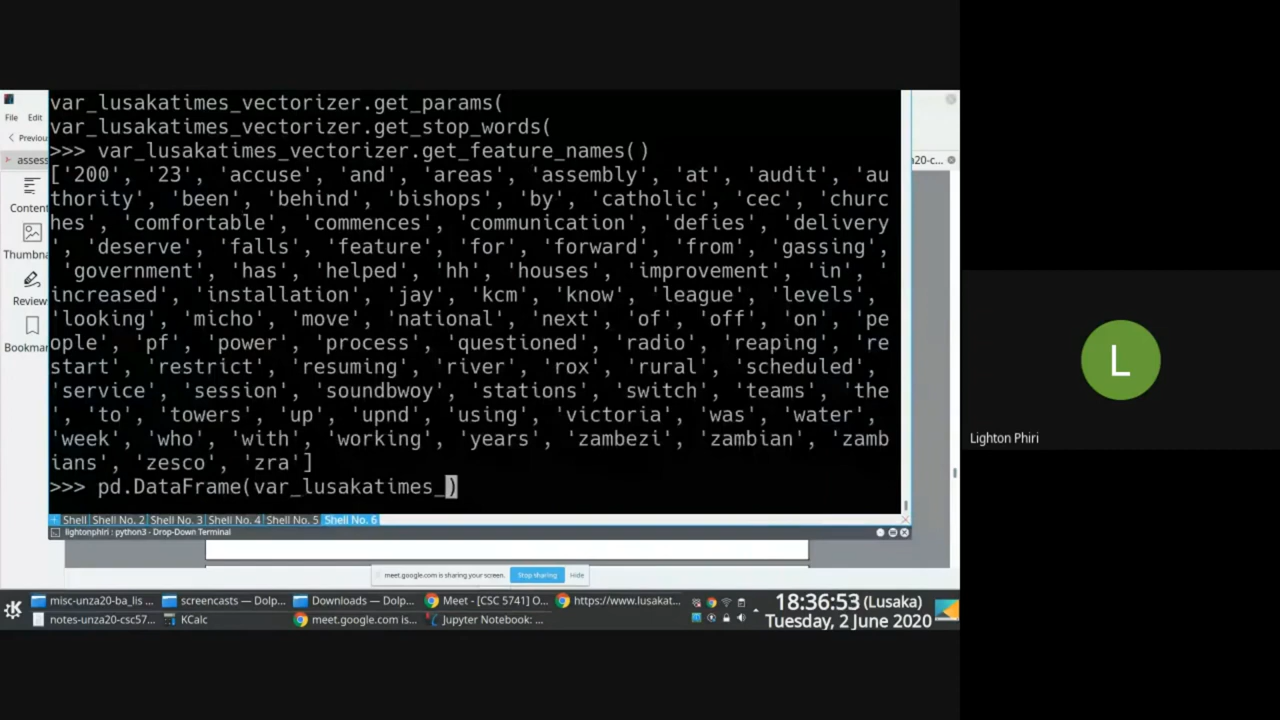 var_lusakatimes_vectorizer.get_params(
var_lusakatimes_vectorizer.get_stop_words(
>>> var_lusakatimes_vectorizer.get_feature_names()
['200', '23', 'accuse', 'and', 'areas', 'assembly', 'at', 'audit', 'au
thority', 'been', 'behind', 'bishops', 'by', 'catholic', 'cec', 'churc
hes', 'comfortable', 'commences', 'communication', 'defies', 'delivery
', 'deserve', 'falls', 'feature', 'for', 'forward', 'from', 'gassing',
'government', 'has', 'helped', 'hh', 'houses', 'improvement', 'in', '
increased', 'installation', 'jay', 'kcm', 'know', 'league', 'levels',
'looking', 'micho', 'move', 'national', 'next', 'of', 'off', 'on', 'pe
ople', 'pf', 'power', 'process', 'questioned', 'radio', 'reaping', 're
start', 'restrict', 'resuming', 'river', 'rox', 'rural', 'scheduled',
'service', 'session', 'soundbwoy', 'stations', 'switch', 'teams', 'the
', 'to', 'towers', 'up', 'upnd', 'using', 'victoria', 'was', 'water',
'week', 'who', 'with', 'working', 'years', 'zambezi', 'zambian', 'zamb
ians', 'zesco', 'zra']
>>> pd.DataFrame(var_lusakatimes_)
File Edit
Previou
assess
Conten
Thumbna
Review
Bookmar
n20-c...
Shell Shell No. 2 Shell No. 3 Shell No. 4 Shell No. 5 Shell No. 6
lightonphiri : python3 - Drop-Down Terminal
meet.google.com is sharing your screen. Stop sharing Hide
misc-unza20-ba_lis ... screencasts — Dolp... Downloads — Dolp... Meet - [CSC 5741] O... https://www.lusakat...
notes-unza20-csc57... KCalc meet.google.com is... Jupyter Notebook: ...
18:36:53 (Lusaka)
Tuesday, 2 June 2020
L
Lighton Phiri